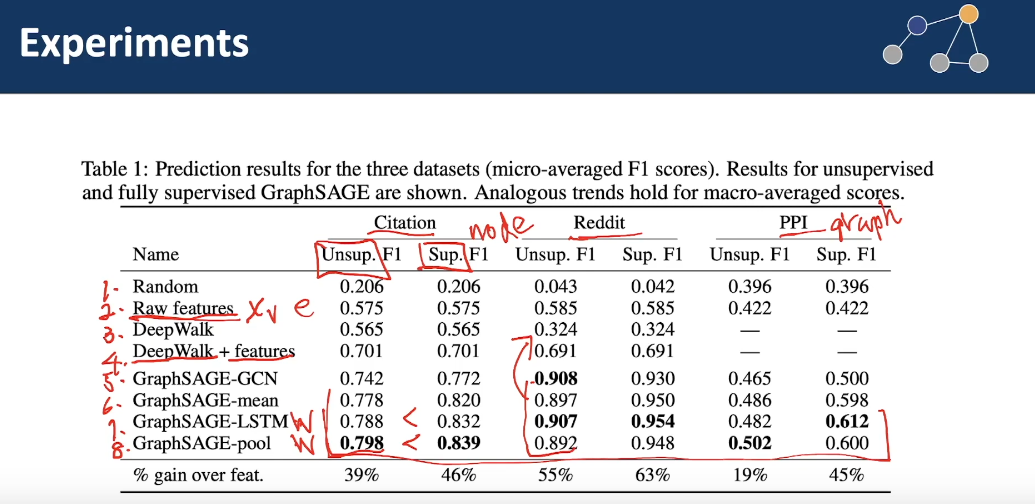 Experiments
Table 1: Prediction results for the three datasets (micro-averaged F1 scores). Results for unsupervised
and fully supervised GraphSAGE are shown. Analogous trends hold for macro-averaged scores.
Citation node Reddit PPI graph
Name Unsup. F1 Sup. F1 Unsup. F1 Sup. F1 Unsup. F1 Sup. F1
1- Random 0.206 0.206 0.043 0.042 0.396 0.396
2- Raw features Xv e 0.575 0.575 0.585 0.585 0.422 0.422
3- DeepWalk 0.565 0.565 0.324 0.324 — —
4. DeepWalk + features 0.701 0.701 0.691 0.691 — —
5- GraphSAGE-GCN 0.742 0.772 0.908 0.930 0.465 0.500
6- GraphSAGE-mean 0.778 0.820 0.897 0.950 0.486 0.598
7- GraphSAGE-LSTM W 0.788 < 0.832 0.907 0.954 0.482 0.612
8- GraphSAGE-pool W 0.798 < 0.839 0.892 0.948 0.502 0.600
% gain over feat. 39% 46% 55% 63% 19% 45%